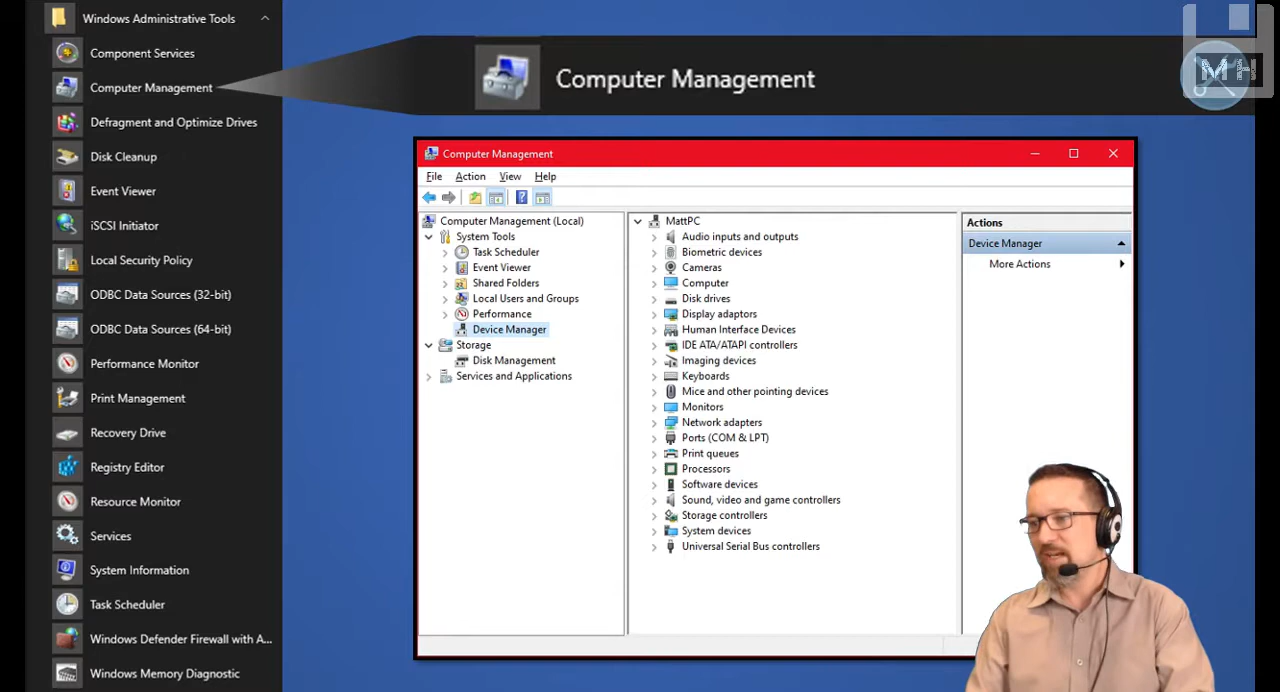 Windows Administrative Tools
Component Services
Computer Management
Defragment and Optimize Drives
Disk Cleanup
Event Viewer
iSCSI Initiator
Local Security Policy
ODBC Data Sources (32-bit)
ODBC Data Sources (64-bit)
Performance Monitor
Print Management
Recovery Drive
Registry Editor
Resource Monitor
Services
System Information
Task Scheduler
Windows Defender Firewall with A...
Windows Memory Diagnostic
Computer Management
MH
Computer Management
File Action View Help
Computer Management (Local)
System Tools
Task Scheduler
Event Viewer
Shared Folders
Local Users and Groups
Performance
Device Manager
Storage
Disk Management
Services and Applications
MattPC
Audio inputs and outputs
Biometric devices
Cameras
Computer
Disk drives
Display adaptors
Human Interface Devices
IDE ATA/ATAPI controllers
Imaging devices
Keyboards
Mice and other pointing devices
Monitors
Network adapters
Ports (COM & LPT)
Print queues
Processors
Software devices
Sound, video and game controllers
Storage controllers
System devices
Universal Serial Bus controllers
Actions
Device Manager
More Actions